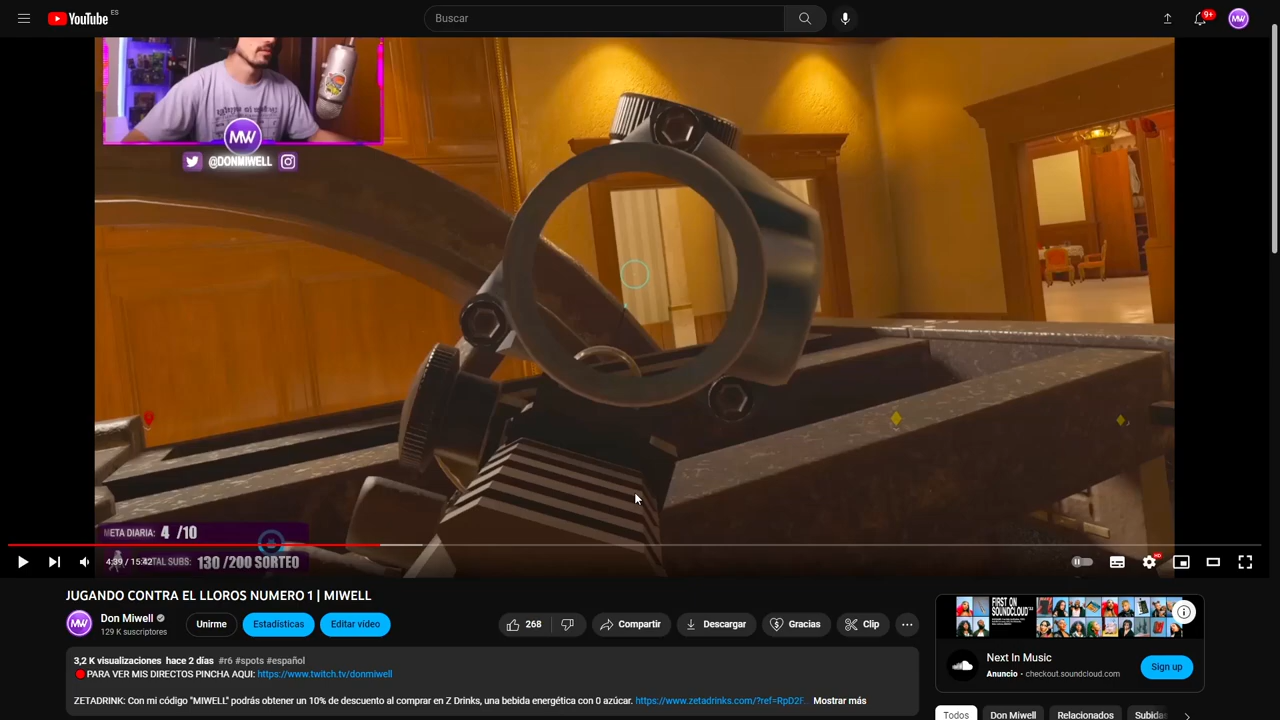 YouTube ES
Buscar
9+
MW
MW
@DONMIWELL
META DIARIA: 4 /10
SUBS: 130 /200 SORTEO
4:39 / 15:42
HD
JUGANDO CONTRA EL LLOROS NUMERO 1 | MIWELL
MW
Don Miwell
129 K suscriptores
Unirme
Estadísticas
Editar vídeo
268
Compartir
Descargar
Gracias
Clip
3,2 K visualizaciones hace 2 días #r6 #spots #español
PARA VER MIS DIRECTOS PINCHA AQUI: https://www.twitch.tv/donmiwell
ZETADRINK: Con mi código "MIWELL" podrás obtener un 10% de descuento al comprar en Z Drinks, una bebida energética con 0 azúcar. https://www.zetadrinks.com/?ref=RpD2F... Mostrar más
FIRST ON
SOUNDCLOUD
Next In Music
Anuncio • checkout.soundcloud.com
Sign up
Todos
Don Miwell
Relacionados
Subida